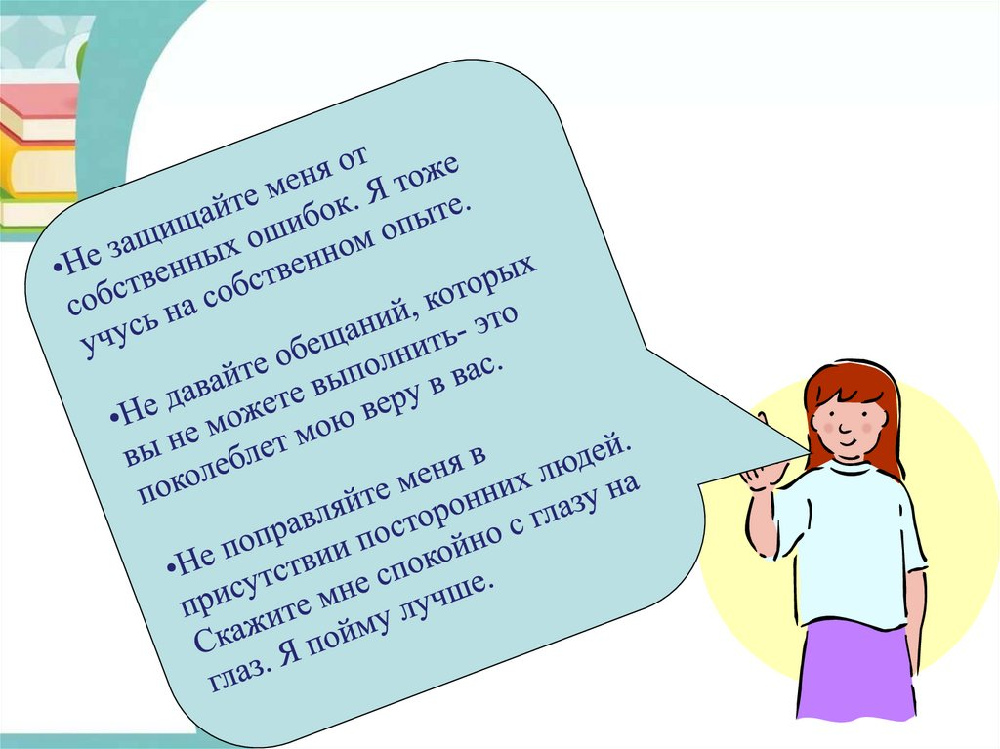 •Не защищайте меня от
собственных ошибок. Я тоже
учусь на собственном опыте.
•Не давайте обещаний, которых
вы не можете выполнить- это
поколеблет мою веру в вас.
•Не поправляйте меня в
присутствии посторонних людей.
Скажите мне спокойно с глазу на
глаз. Я пойму лучше.